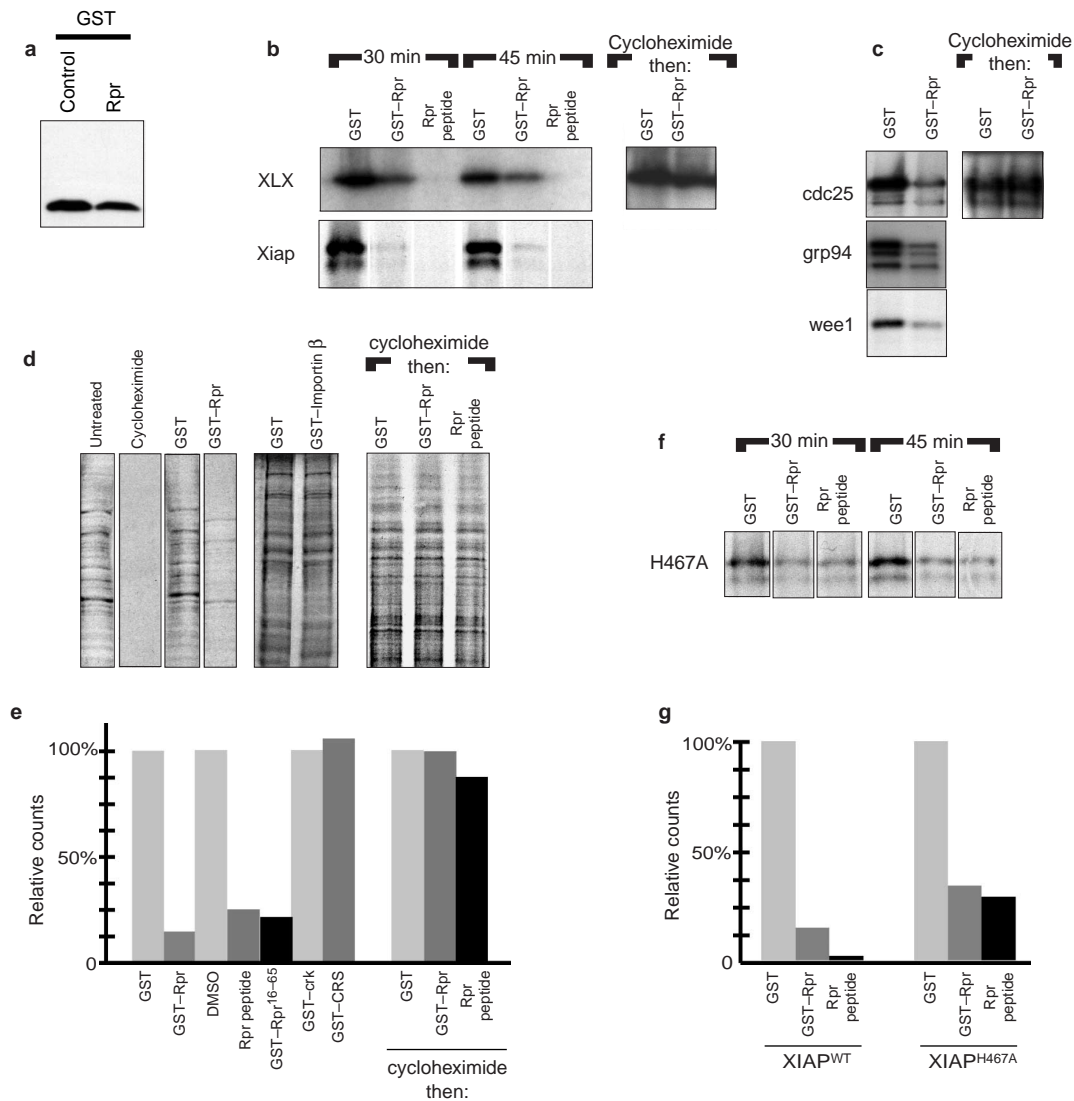 a
GST
Control
Rpr
b
30 min
45 min
Cycloheximide
then:
GST
GST–Rpr
Rpr
peptide
GST
GST–Rpr
Rpr
peptide
GST
GST–Rpr
XLX
Xiap
c
Cycloheximide
then:
GST
GST–Rpr
GST
GST–Rpr
cdc25
grp94
wee1
d
Untreated
Cycloheximide
GST
GST–Rpr
GST
GST–Importin β
cycloheximide
then:
GST
GST–Rpr
Rpr
peptide
f
30 min
45 min
GST
GST–Rpr
Rpr
peptide
GST
GST–Rpr
Rpr
peptide
H467A
e
Relative counts
100%
50%
0
GST
GST–Rpr
DMSO
Rpr peptide
GST–Rpr16–65
GST–crk
GST–CRS
GST
GST–Rpr
Rpr
peptide
cycloheximide
then:
g
Relative counts
100%
50%
0
GST
GST–Rpr
Rpr
peptide
GST
GST–Rpr
Rpr
peptide
XIAPWT
XIAPH467A